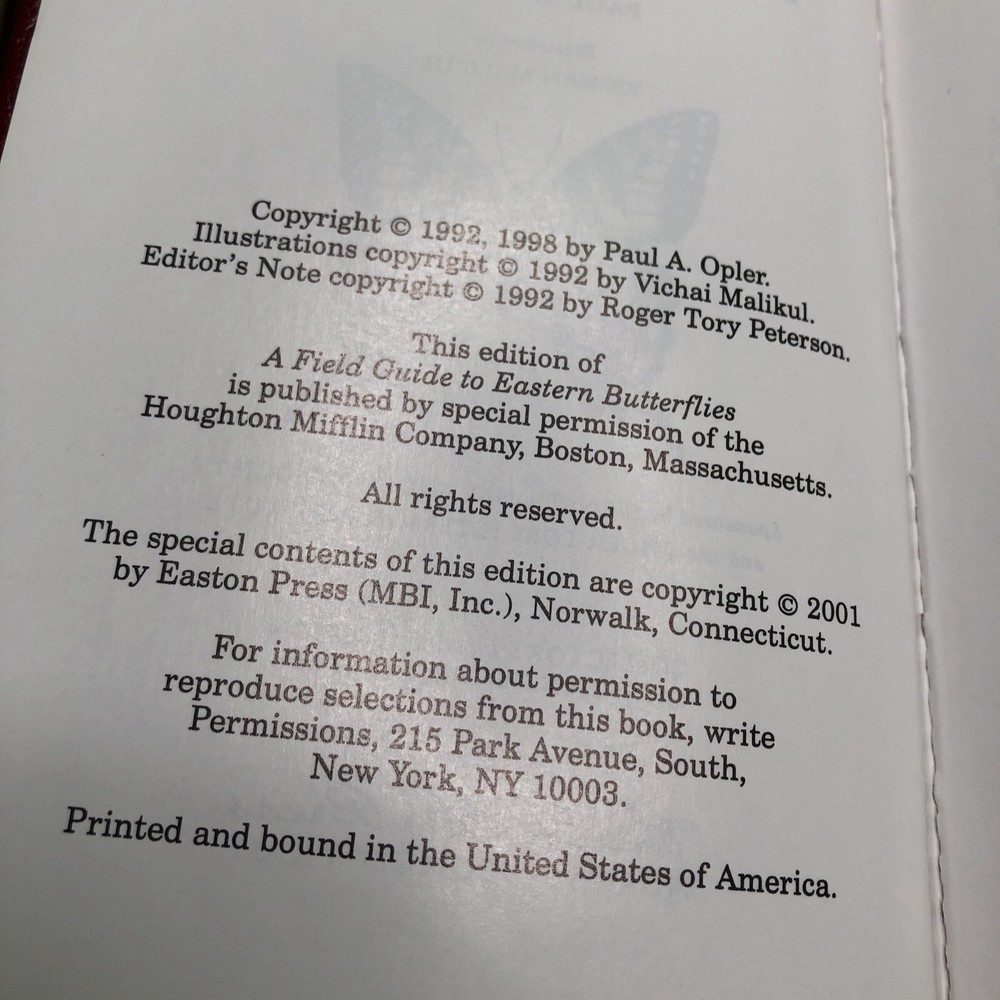 Copyright © 1992, 1998 by Paul A. Opler.
Illustrations copyright © 1992 by Vichai Malikul.
Editor's Note copyright © 1992 by Roger Tory Peterson.
This edition of
A Field Guide to Eastern Butterflies
is published by special permission of the
Houghton Mifflin Company, Boston, Massachusetts.
All rights reserved.
The special contents of this edition are copyright © 2001
by Easton Press (MBI, Inc.), Norwalk, Connecticut.
For information about permission to
reproduce selections from this book, write
Permissions, 215 Park Avenue, South,
New York, NY 10003.
Printed and bound in the United States of America.